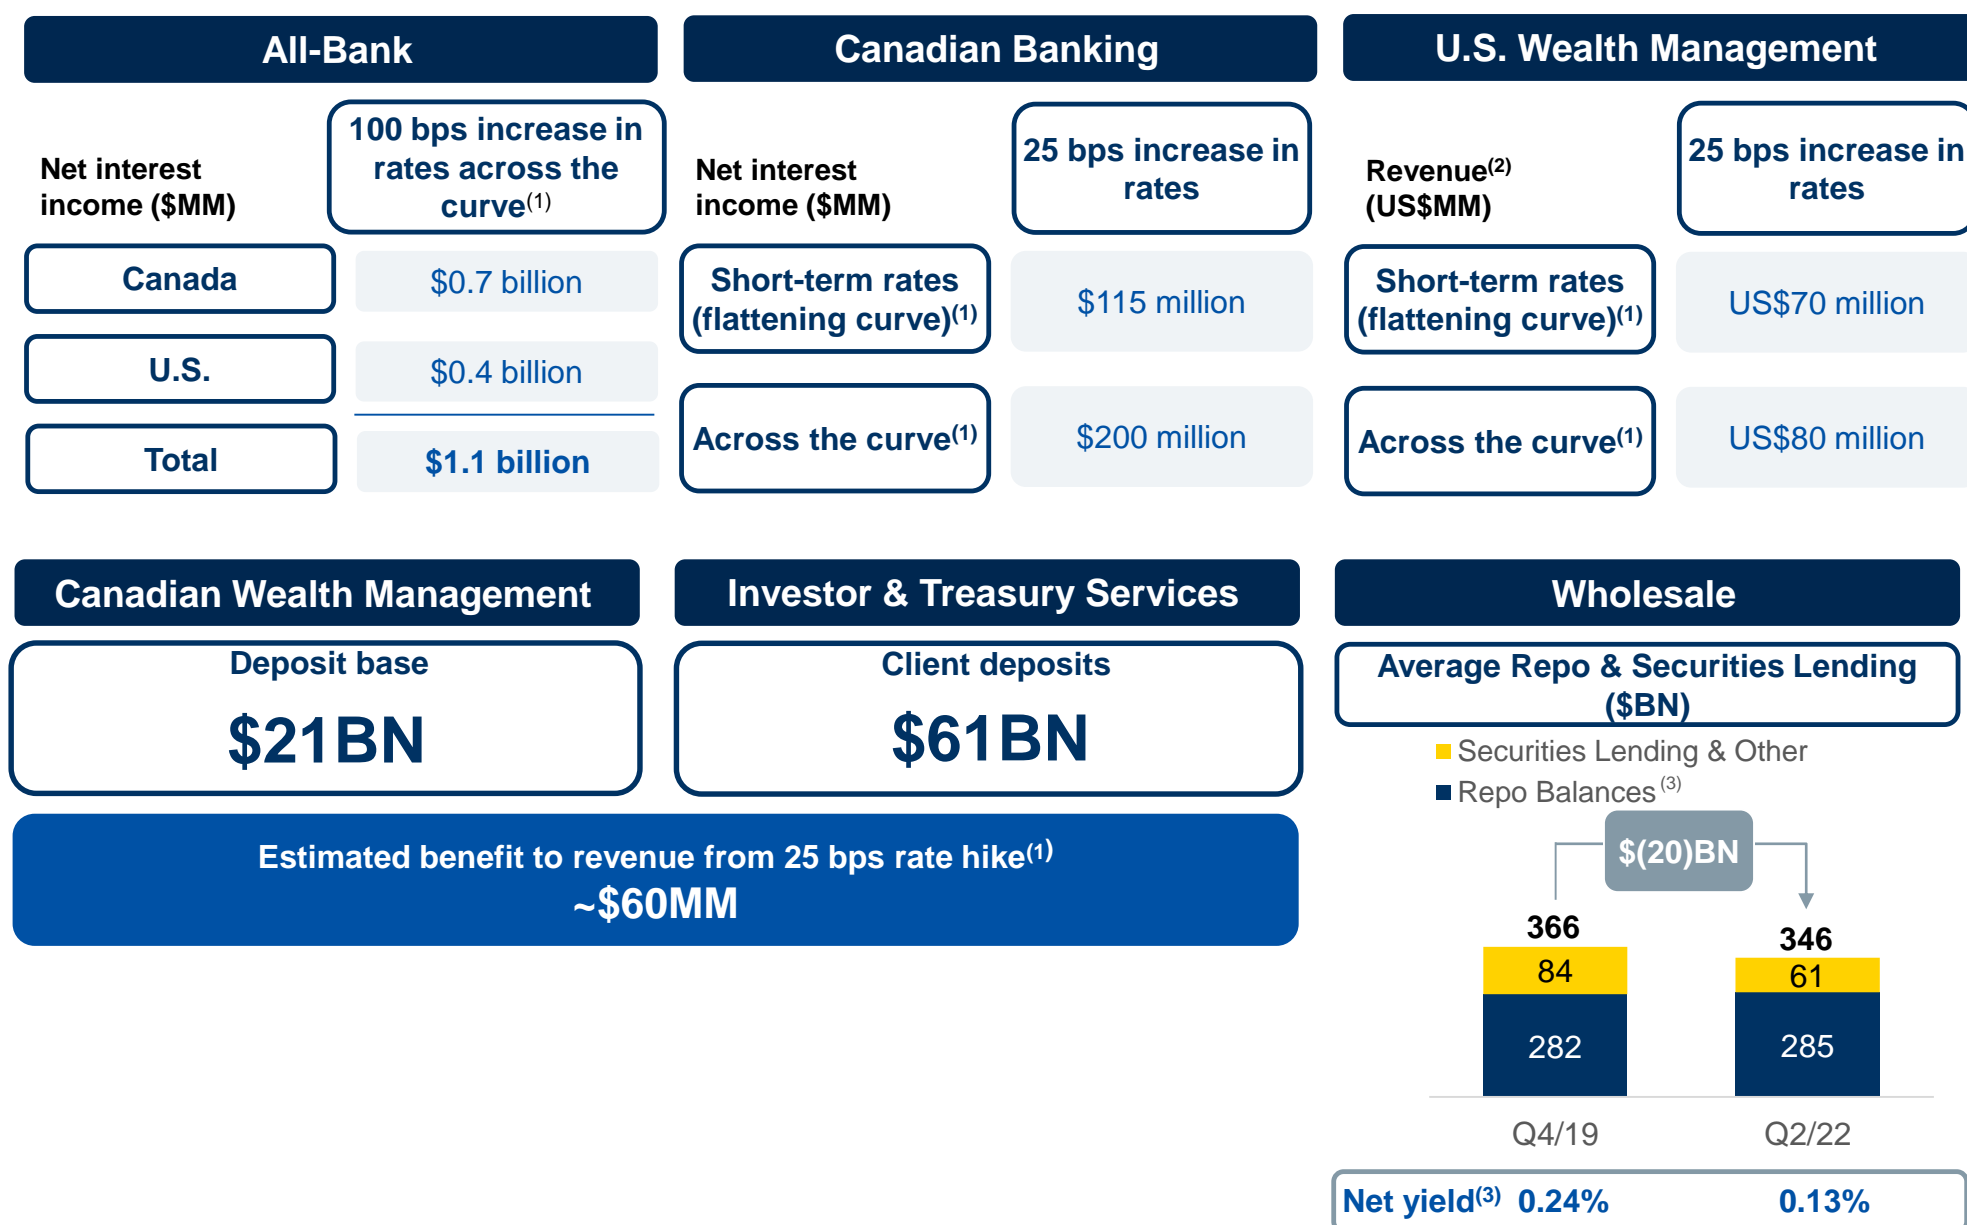 All-Bank
Net interest
income ($MM)
100 bps increase in
rates across the
curve(1)
Canada
$0.7 billion
U.S.
$0.4 billion
Total
$1.1 billion
Canadian Banking
Net interest
income ($MM)
25 bps increase in
rates
Short-term rates
(flattening curve)(1)
$115 million
Across the curve(1)
$200 million
U.S. Wealth Management
Revenue(2)
(US$MM)
25 bps increase in
rates
Short-term rates
(flattening curve)(1)
US$70 million
Across the curve(1)
US$80 million
Canadian Wealth Management
Deposit base
$21BN
Investor & Treasury Services
Client deposits
$61BN
Estimated benefit to revenue from 25 bps rate hike(1)
~$60MM
Wholesale
Average Repo & Securities Lending
($BN)
Securities Lending & Other
Repo Balances (3)
$(20)BN
366
346
84
61
282
285
Q4/19
Q2/22
Net yield(3) 0.24% 0.13%